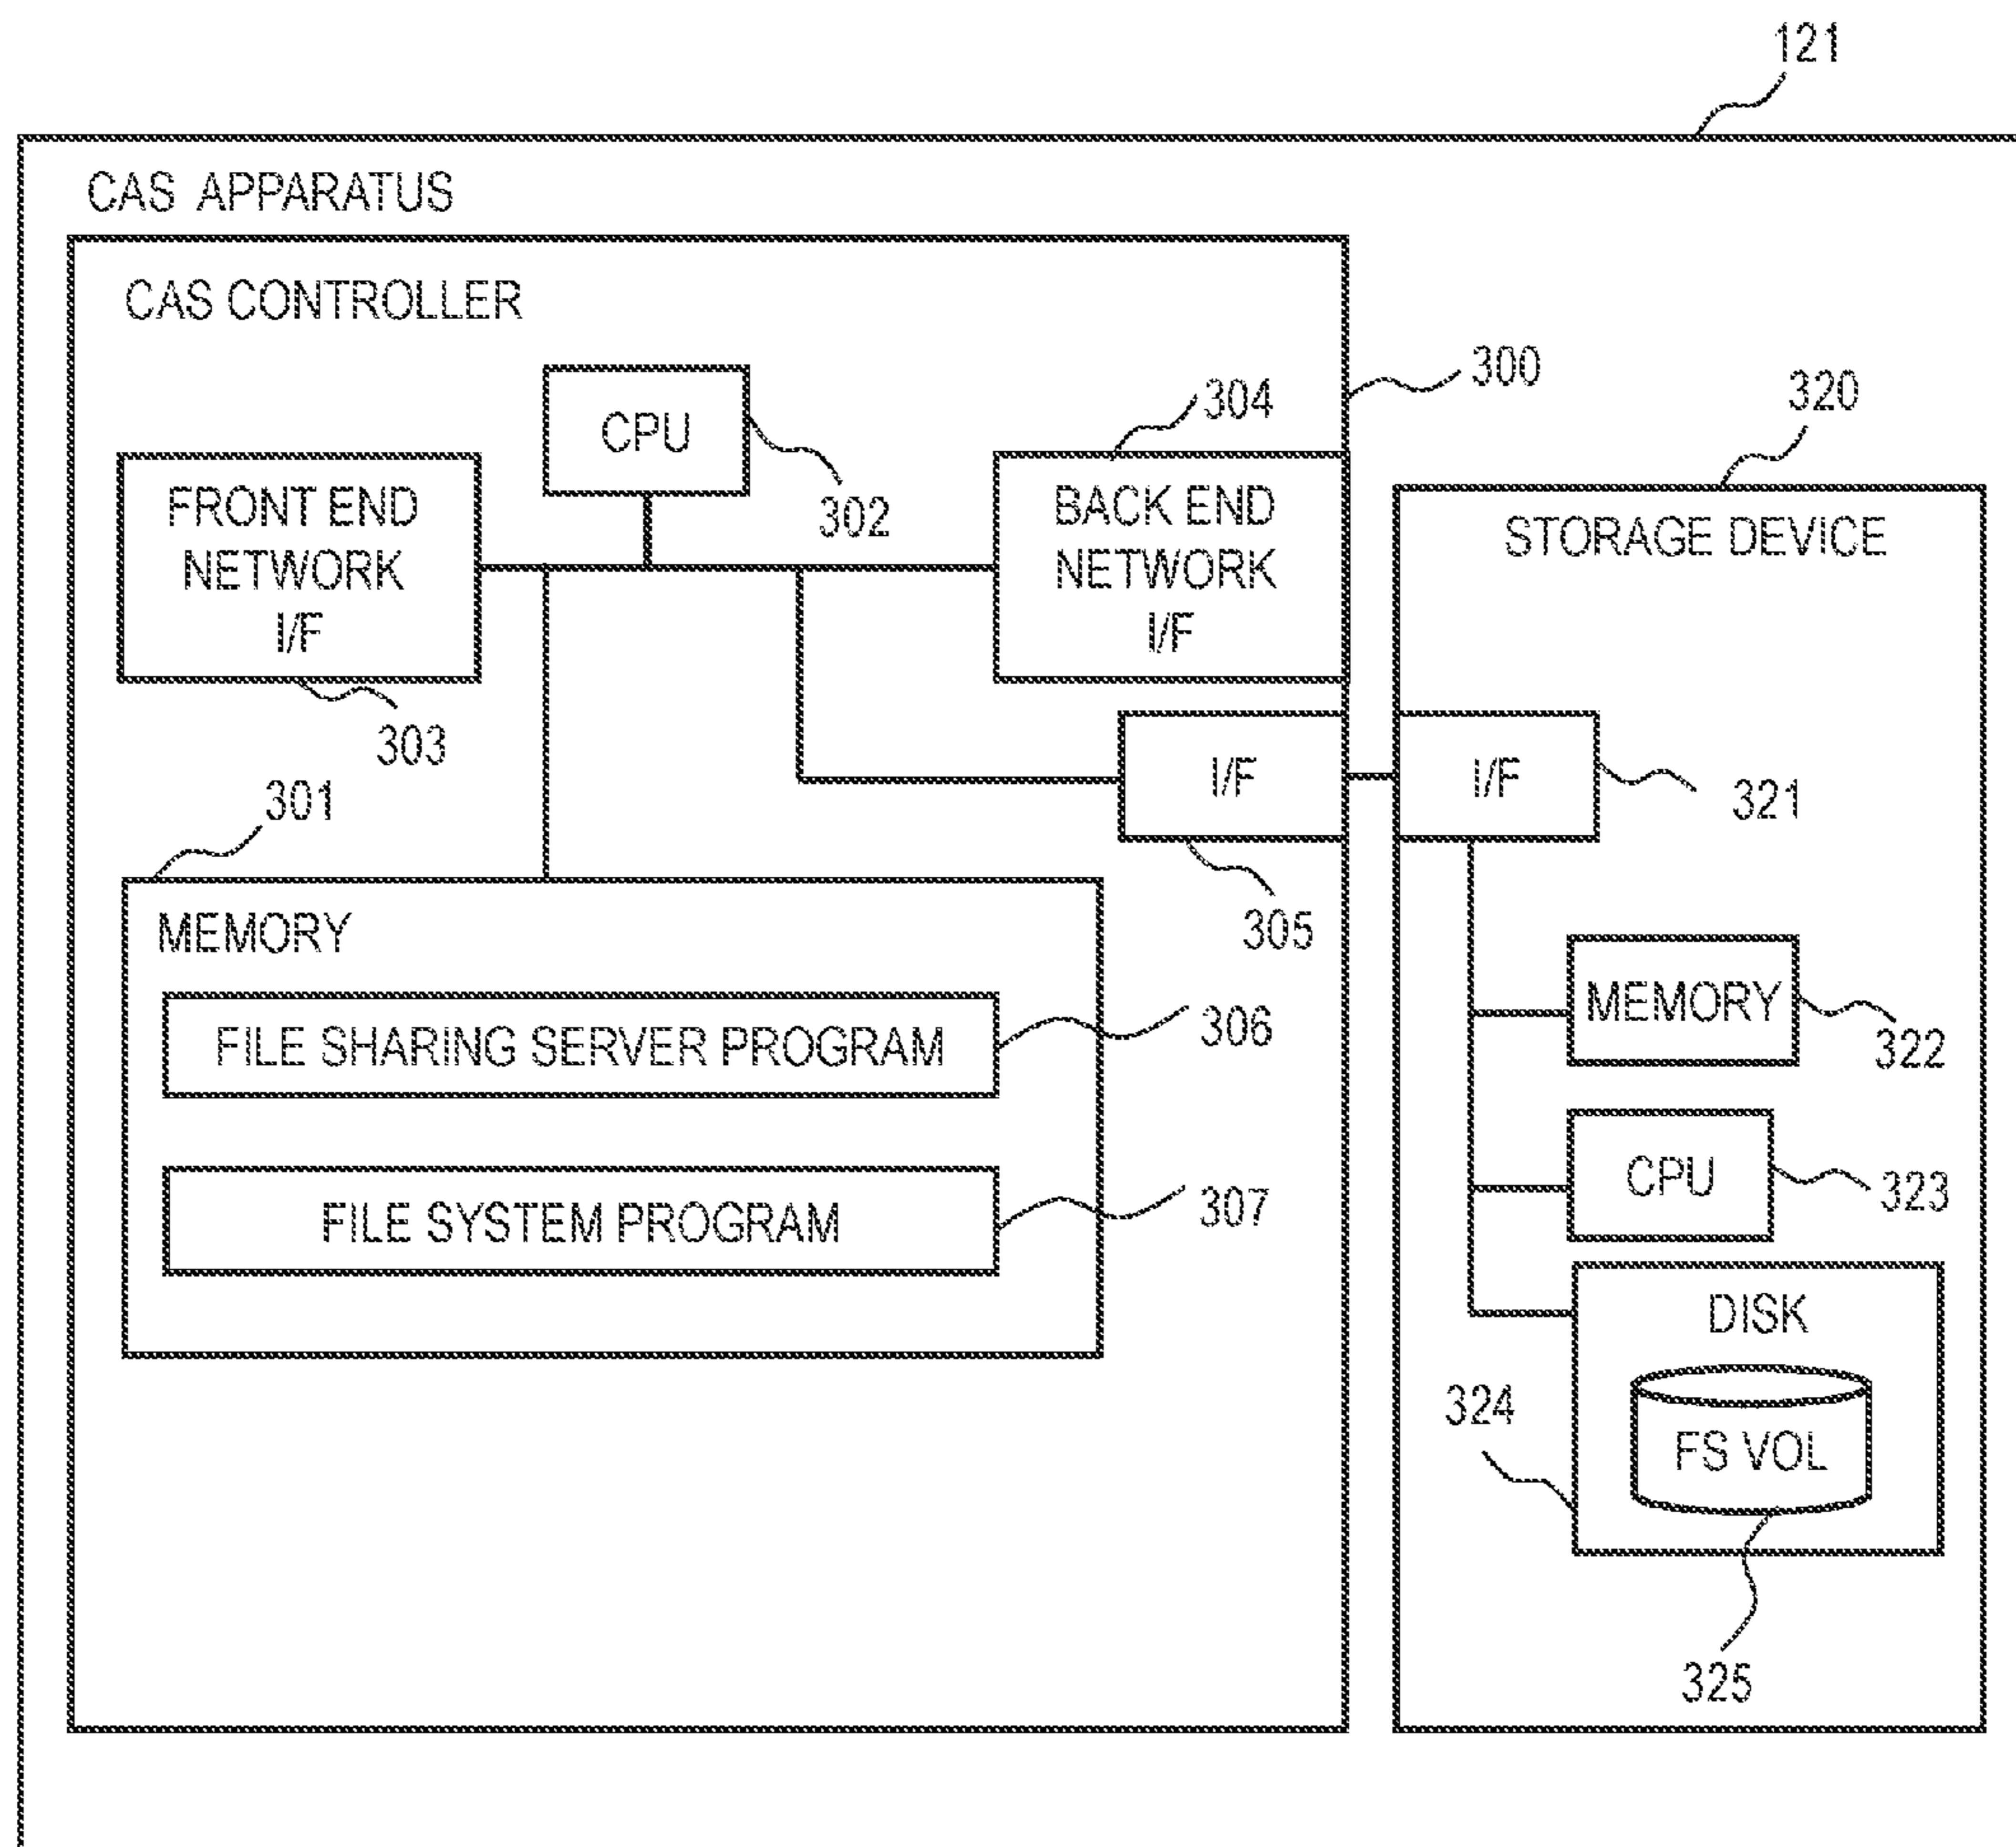 121
CAS APPARATUS
CAS CONTROLLER
300
CPU
302
304
320
FRONT END
NETWORK
I/F
303
BACK END
NETWORK
I/F
STORAGE DEVICE
I/F
305
I/F
321
301
MEMORY
FILE SHARING SERVER PROGRAM
306
FILE SYSTEM PROGRAM
307
MEMORY
322
CPU
323
DISK
324
FS VOL
325